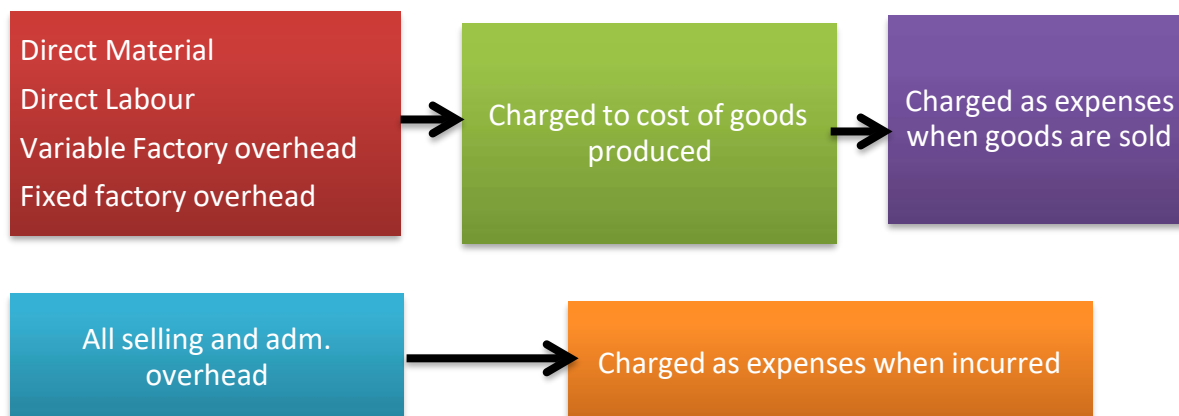 Direct Material
Direct Labour
Variable Factory overhead
Fixed factory overhead
Charged to cost of goods
produced
Charged as expenses
when goods are sold
All selling and adm.
overhead
Charged as expenses when incurred